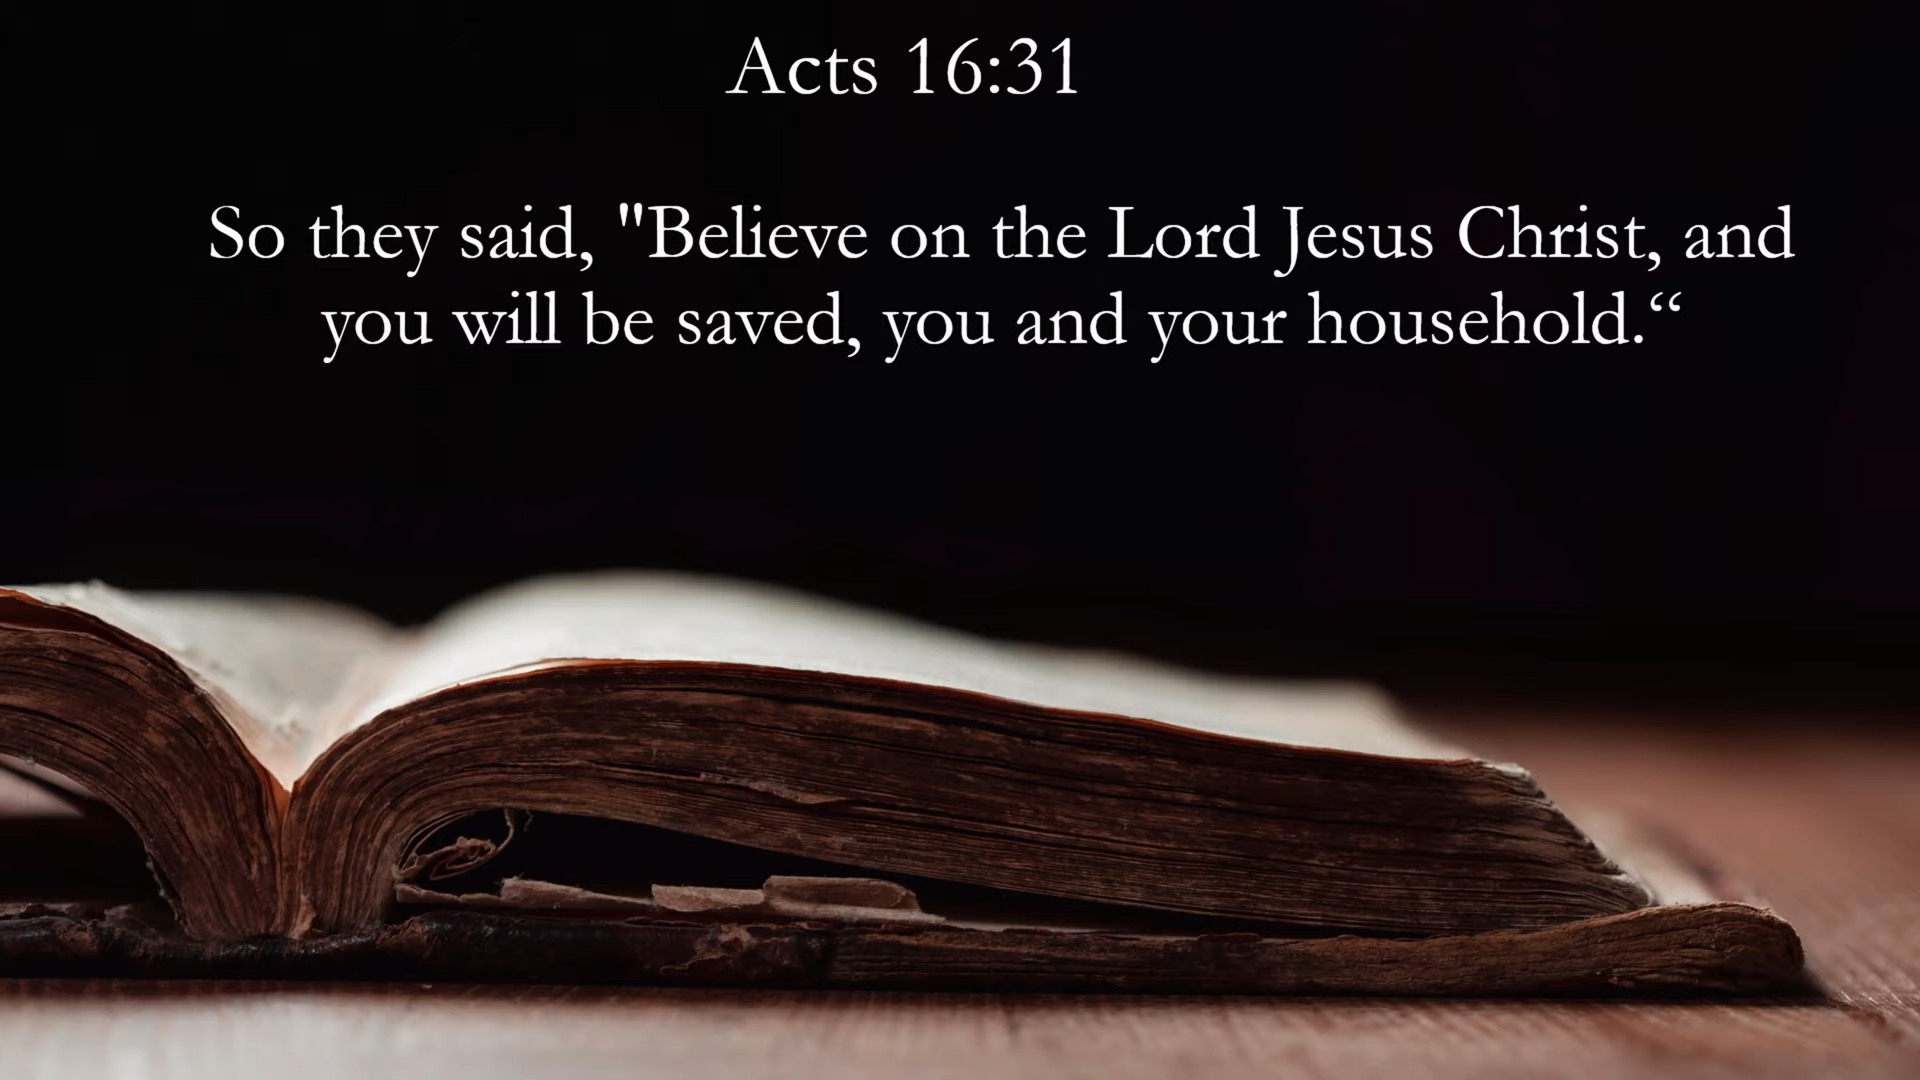 Acts 16:31
So they said, "Believe on the Lord Jesus Christ, and
you will be saved, you and your household.“